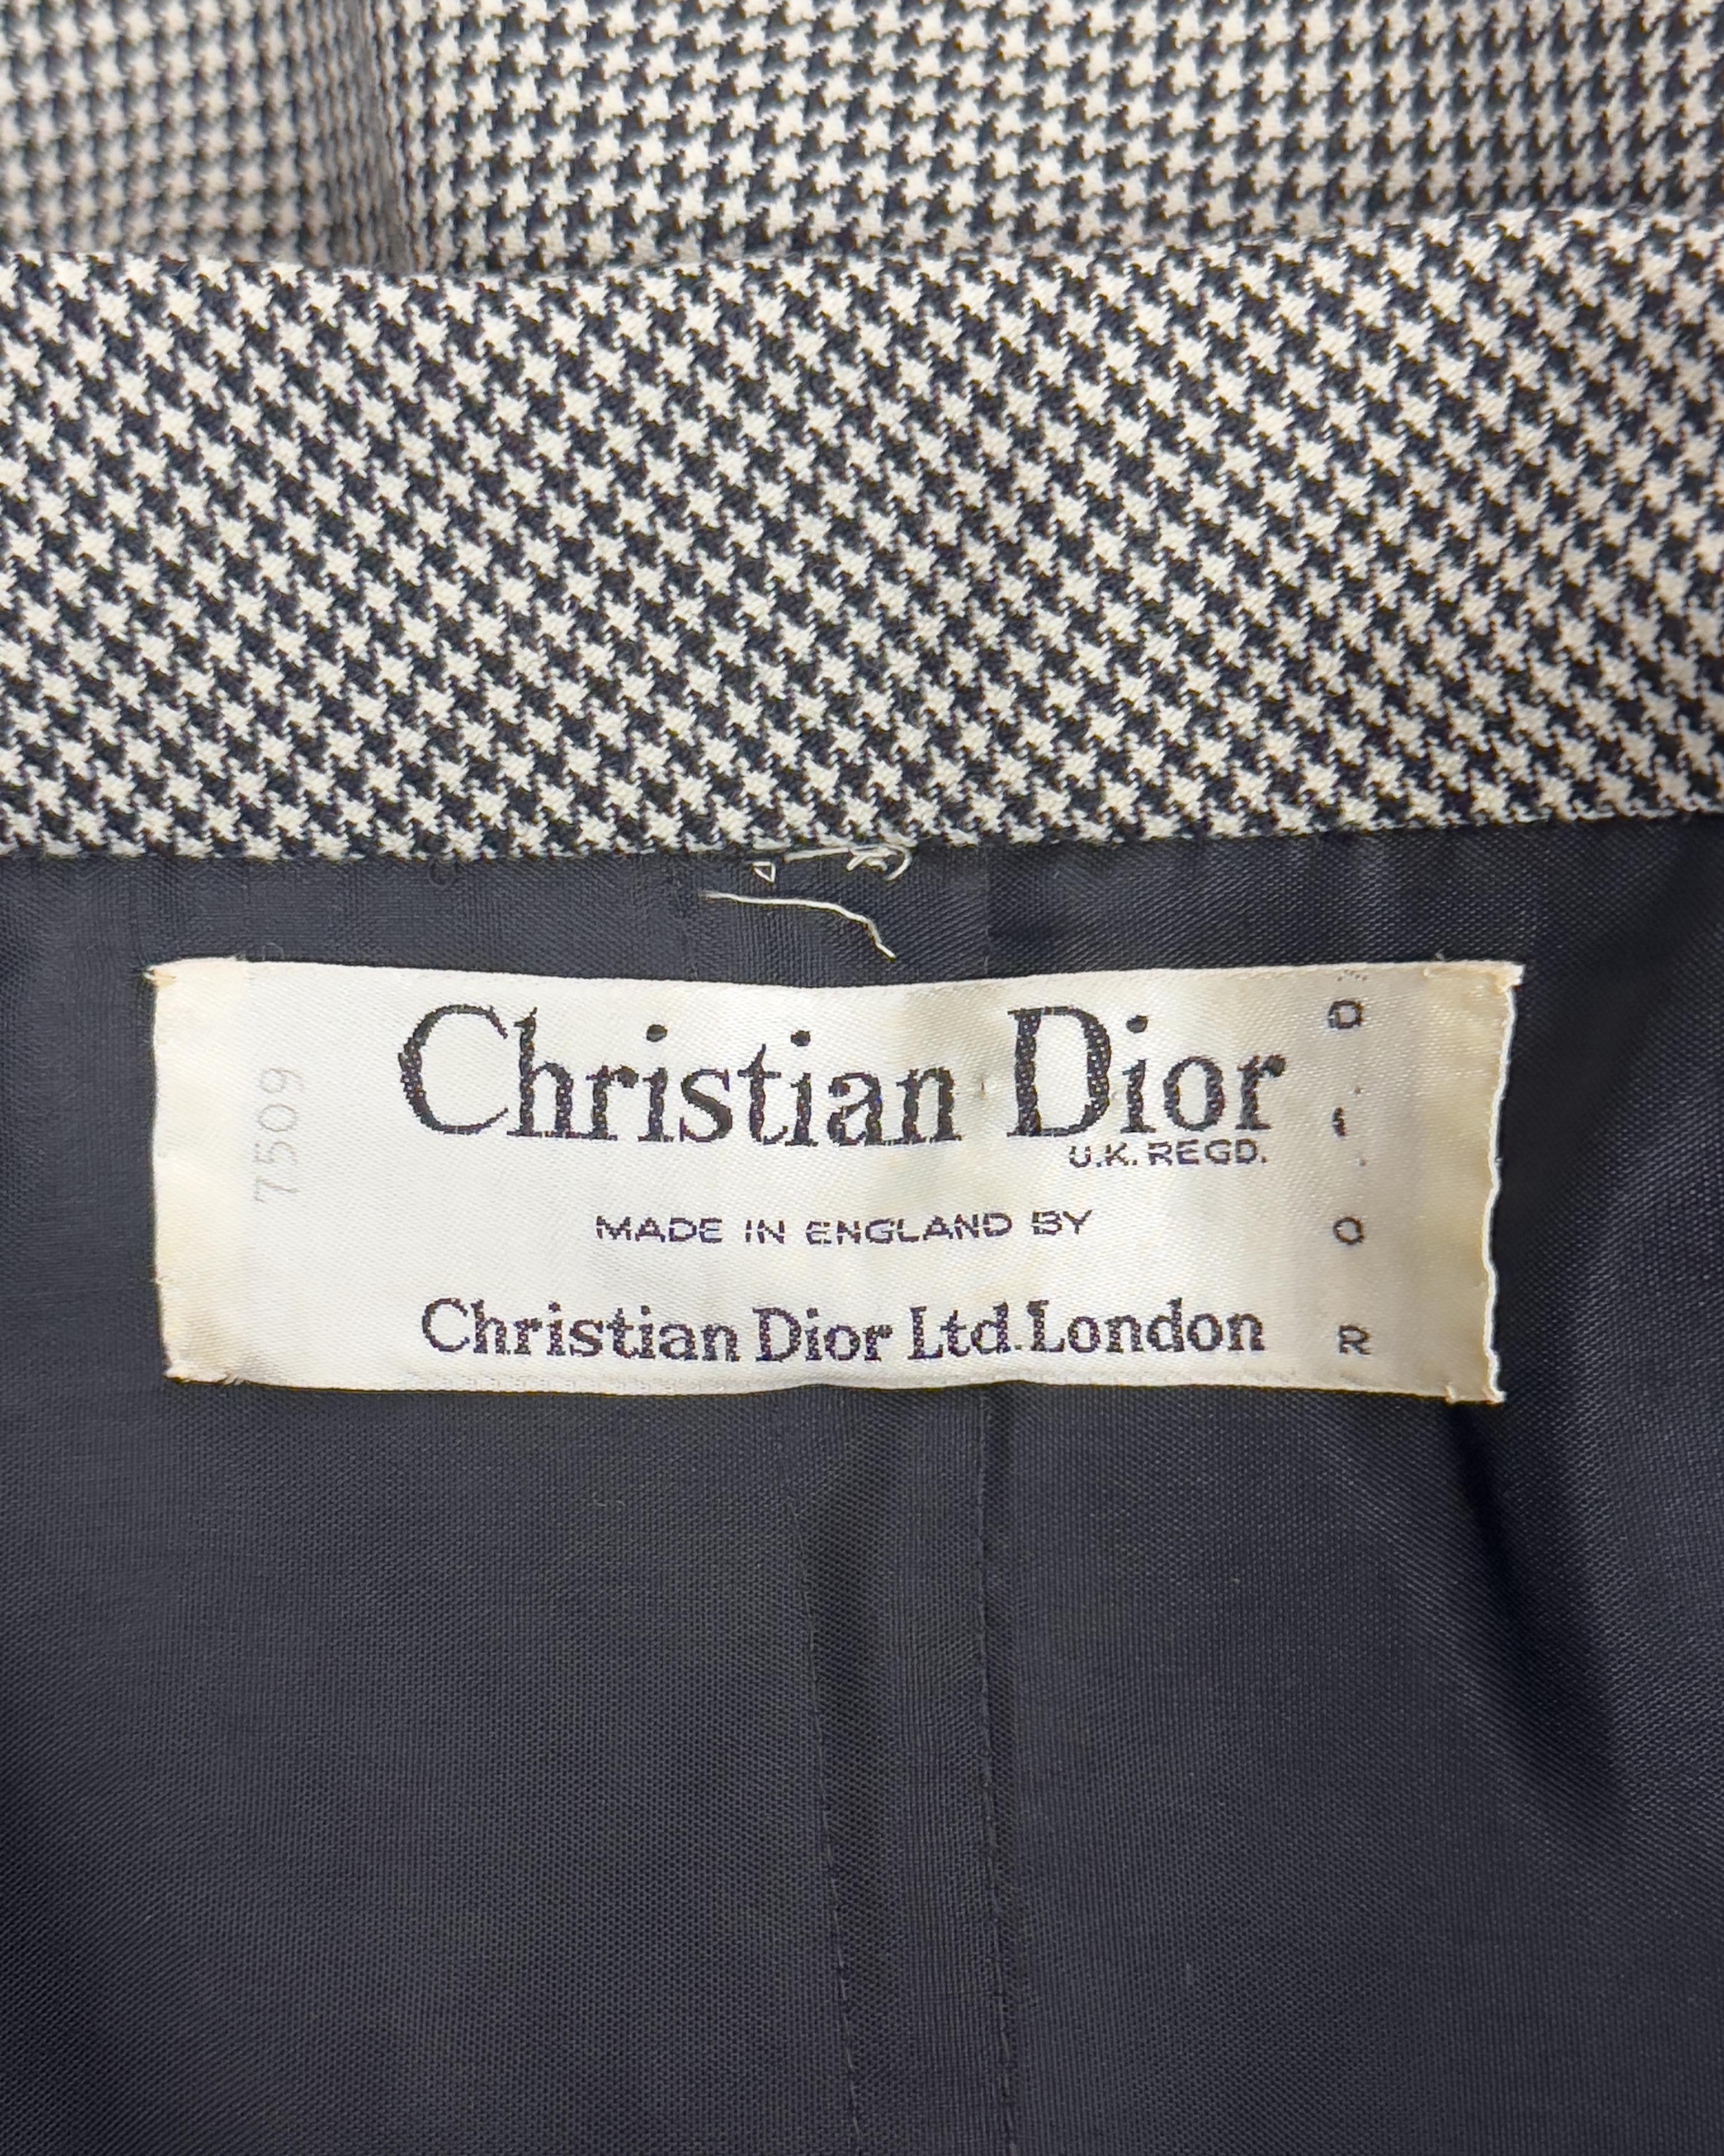 Christian Dior
U.K. REGD.
MADE IN ENGLAND BY
Christian Dior Ltd. London
7509
D
I
O
R